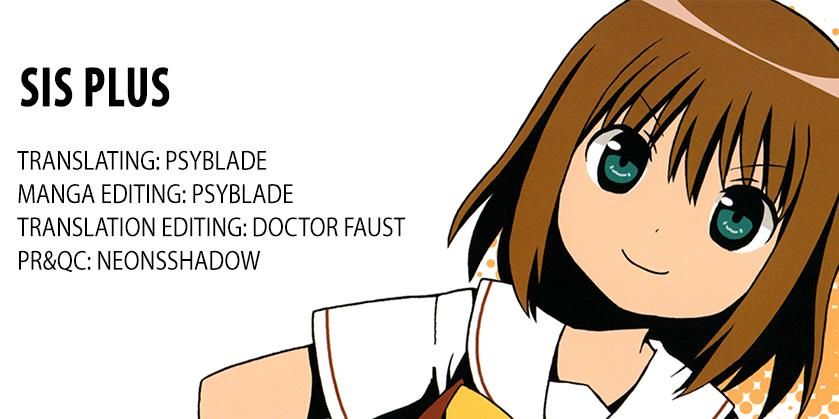 SIS PLUS
TRANSLATING: PSYBLADE
MANGA EDITING: PSYBLADE
TRANSLATION EDITING: DOCTOR FAUST
PR&QC: NEONSSHADOW